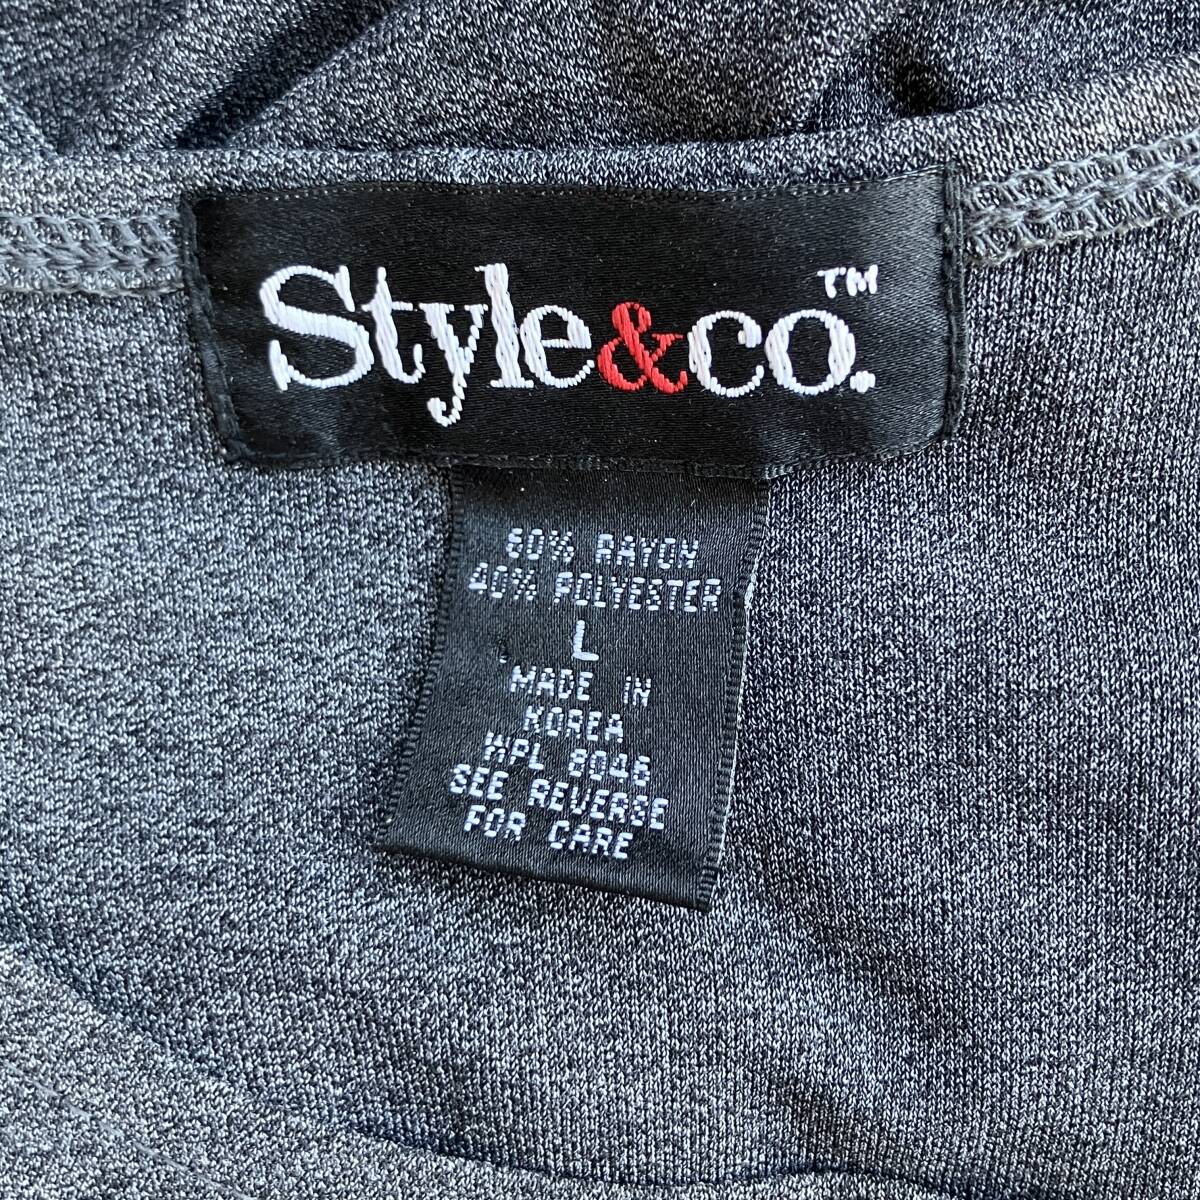 Style&co.™
60% RAYON
40% POLYESTER
L
MADE IN
KOREA
WPL 8046
SEE REVERSE
FOR CARE